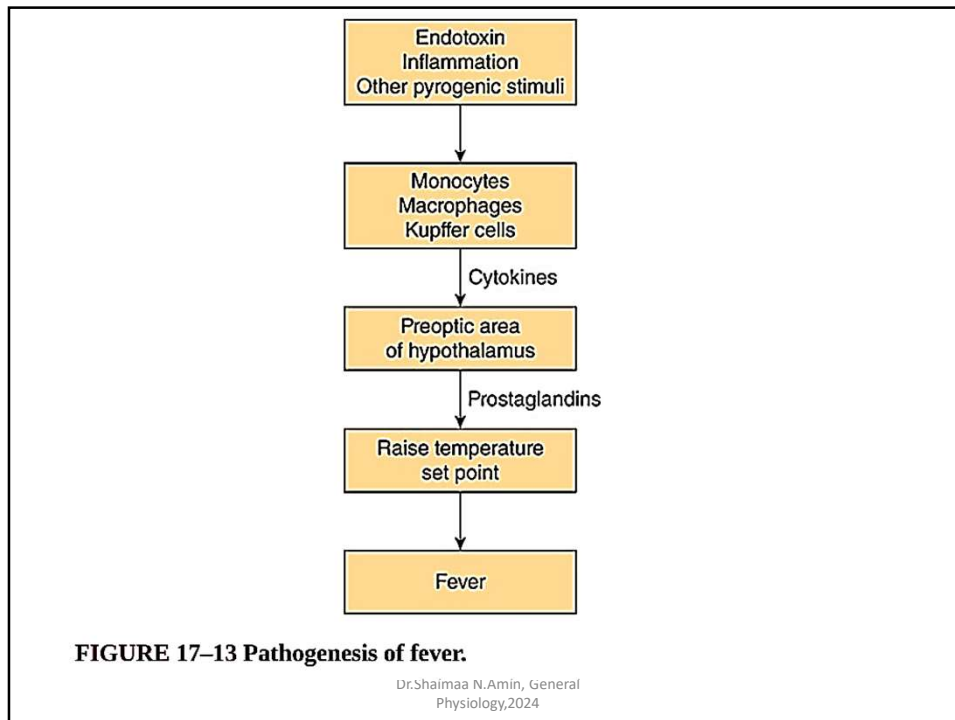 Endotoxin
Inflammation
Other pyrogenic stimuli
Monocytes
Macrophages
Kupffer cells
Cytokines
Preoptic area
of hypothalamus
Prostaglandins
Raise temperature
set point
Fever
FIGURE 17–13 Pathogenesis of fever.
Dr.Shaimaa N.Amin, General
Physiology,2024